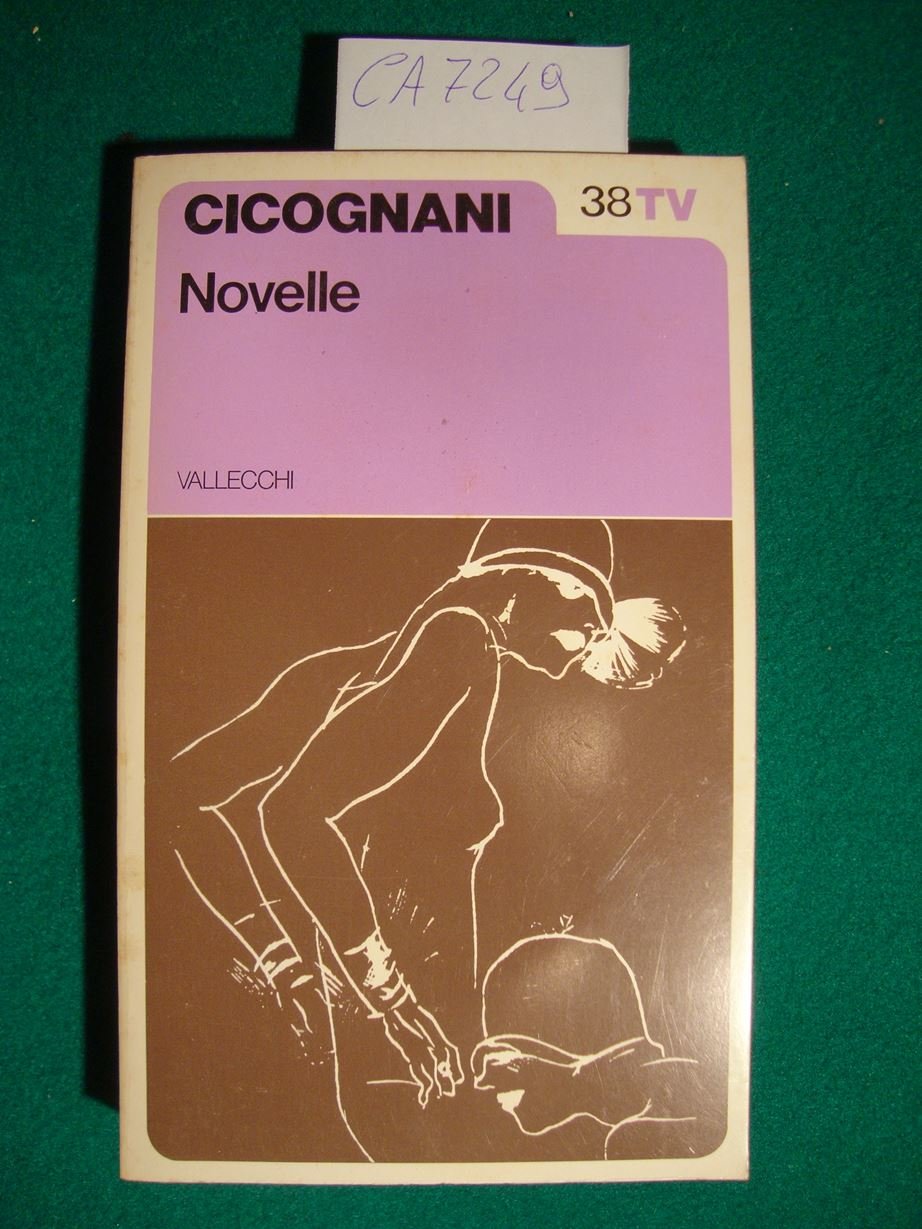 CA7249
CICOGNANI
38TV
Novelle
VALLECCHI